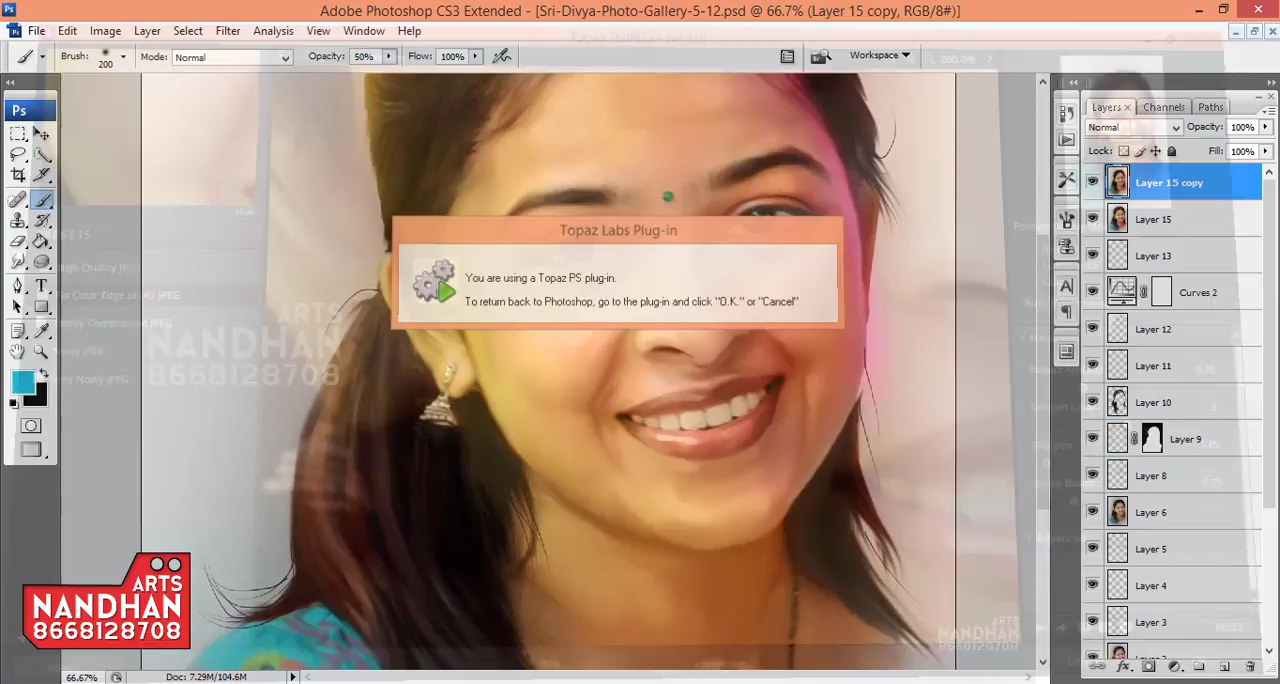 Adobe Photoshop CS3 Extended - [Sri-Divya-Photo-Gallery-5-12.psd @ 66.7% (Layer 15 copy, RGB/8#)]
File Edit Image Layer Select Filter Analysis View Window Help
Brush: 200 Mode: Normal Opacity: 50% Flow: 100% Workspace
Ps
Layers Channels Paths
Normal Opacity: 100%
Lock: Fill: 100%
Layer 15 copy
Layer 15
Layer 13
Curves 2
Layer 12
Layer 11
Layer 10
Layer 9
Layer 8
Layer 6
Layer 5
Layer 4
Layer 3
Topaz Labs Plug-in
You are using a Topaz PS plug-in.
To return back to Photoshop, go to the plug-in and click "O.K." or "Cancel"
ARTS
NANDHAN
8668128708
ARTS
NANDHAN
8668128708
ARTS
NANDHAN
8668128708
66.67% Doc: 7.29M/104.6M